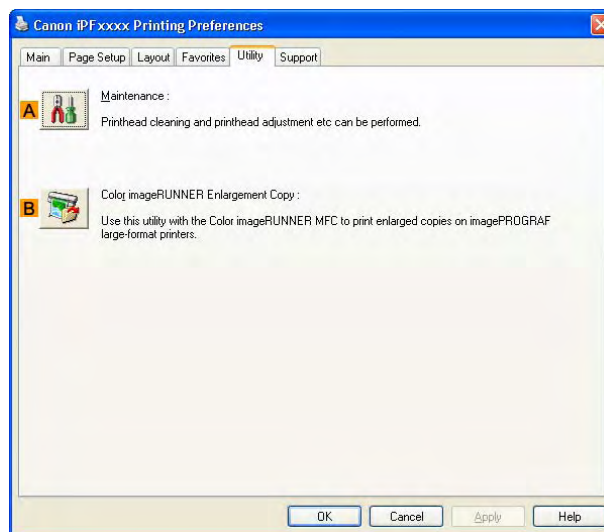 Canon iPFxxxx Printing Preferences
Main Page Setup Layout Favorites Utility Support
A
Maintenance :
Printhead cleaning and printhead adjustment etc can be performed.
B
Color imageRUNNER Enlargement Copy :
Use this utility with the Color imageRUNNER MFC to print enlarged copies on imagePROGRAF
large-format printers.
OK Cancel Apply Help